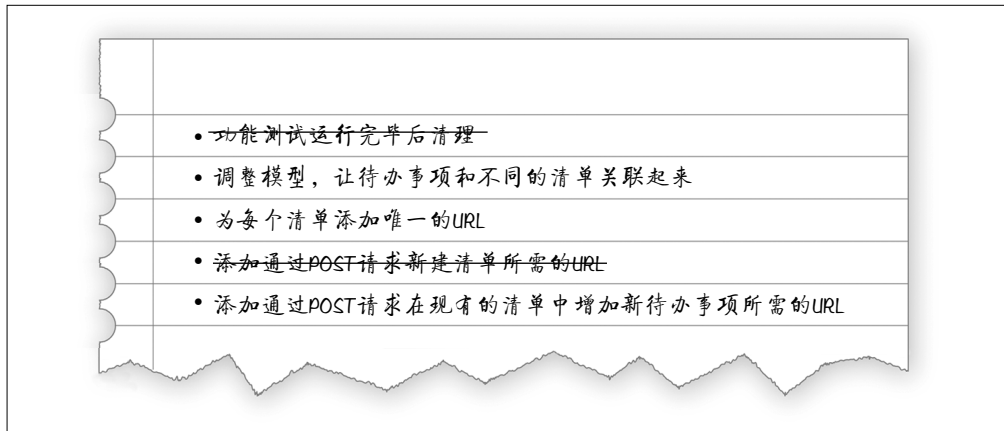 • 功能测试运行完毕后清理
• 调整模型，让待办事项和不同的清单关联起来
• 为每个清单添加唯一的URL
• 添加通过POST请求新建清单所需的URL
• 添加通过POST请求在现有的清单中增加新待办事项所需的URL